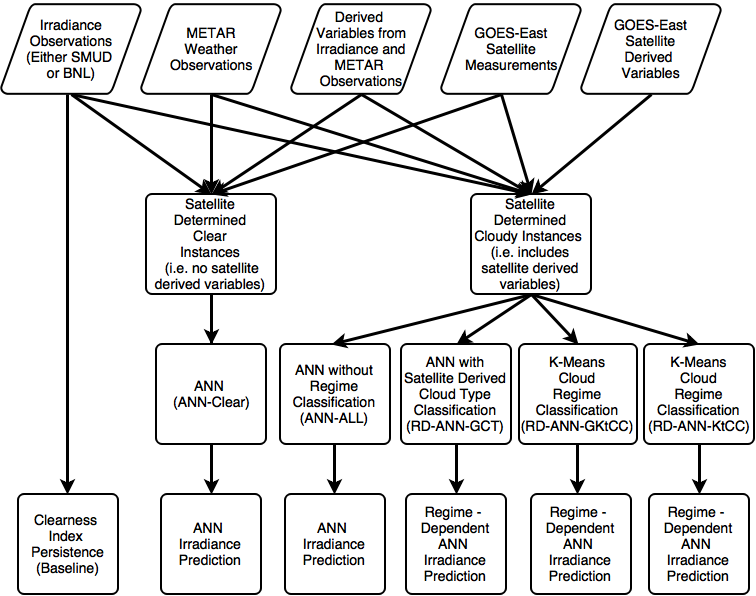 Irradiance
Observations
(Either SMUD
or BNL)
METAR
Weather
Observations
Derived
Variables from
Irradiance and
METAR
Observations
GOES-East
Satellite
Measurements
GOES-East
Satellite
Derived
Variables
Satellite
Determined
Clear
Instances
(i.e. no satellite
derived variables)
Satellite
Determined
Cloudy Instances
(i.e. includes
satellite derived
variables)
ANN
(ANN-Clear)
ANN without
Regime
Classification
(ANN-ALL)
ANN with
Satellite Derived
Cloud Type
Classification
(RD-ANN-GCT)
K-Means
Cloud
Regime
Classification
(RD-ANN-GKtCC)
K-Means
Cloud
Regime
Classification
(RD-ANN-KtCC)
Clearness
Index
Persistence
(Baseline)
ANN
Irradiance
Prediction
ANN
Irradiance
Prediction
Regime -
Dependent
ANN
Irradiance
Prediction
Regime -
Dependent
ANN
Irradiance
Prediction
Regime -
Dependent
ANN
Irradiance
Prediction